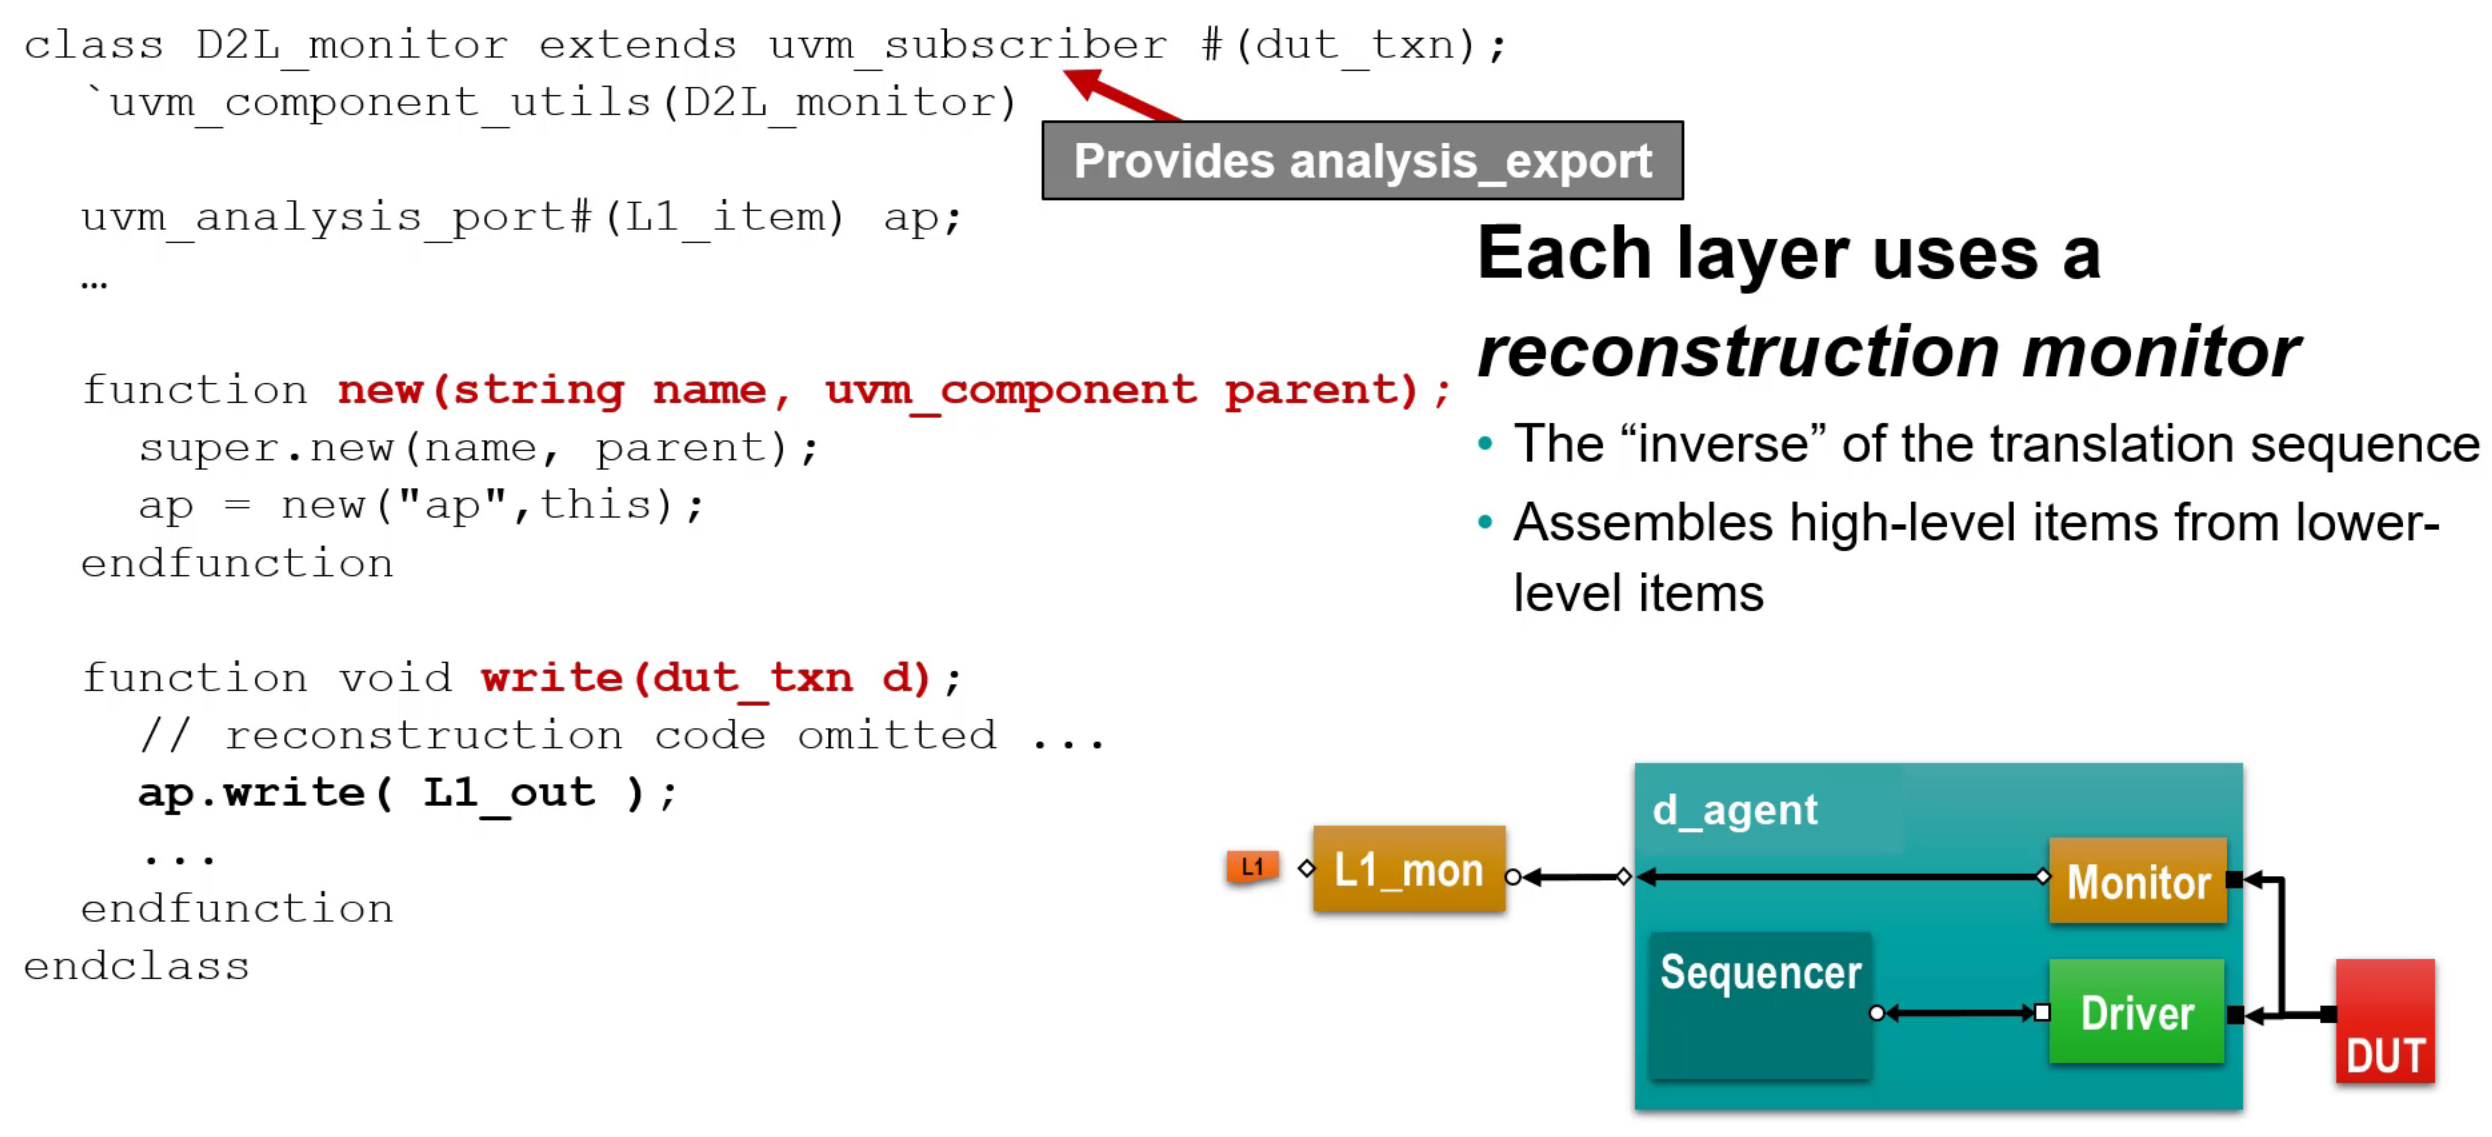 class D2L_monitor extends uvm_subscriber #(dut_txn);
`uvm_component_utils(D2L_monitor)
Provides analysis_export
uvm_analysis_port#(L1_item) ap;
…
function new(string name, uvm_component parent);
super.new(name, parent);
ap = new("ap",this);
endfunction
function void write(dut_txn d);
// reconstruction code omitted ...
ap.write( L1_out );
...
endfunction
endclass
Each layer uses a
reconstruction monitor
• The “inverse” of the translation sequence
• Assembles high-level items from lower-
level items
d_agent
L1
L1_mon
Monitor
Sequencer
Driver
DUT